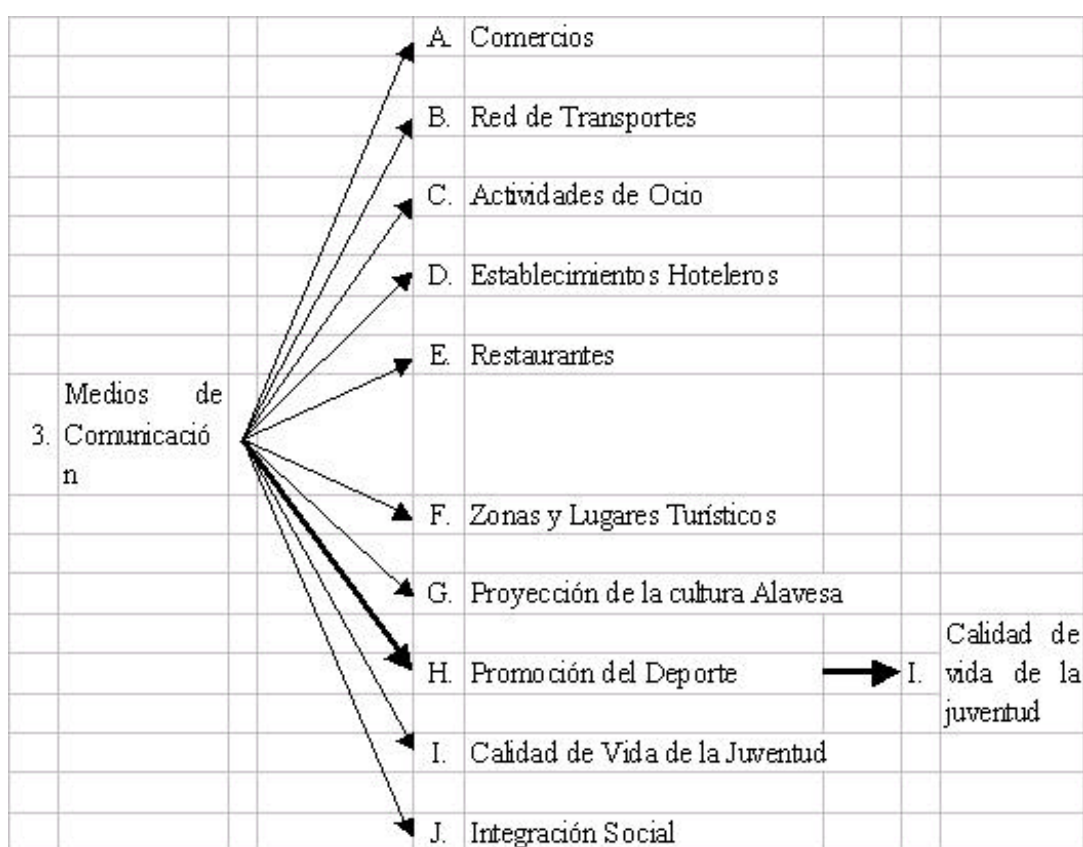 A. Comercios
B. Red de Transportes
C. Actividades de Ocio
D. Establecimientos Hoteleros
E. Restaurantes
Medios de
3. Comunicació
n
F. Zonas y Lugares Turísticos
G. Proyección de la cultura Alavesa
H. Promoción del Deporte
Calidad de
I. vida de la
juventud
I. Calidad de Vida de la Juventud
J. Integración Social